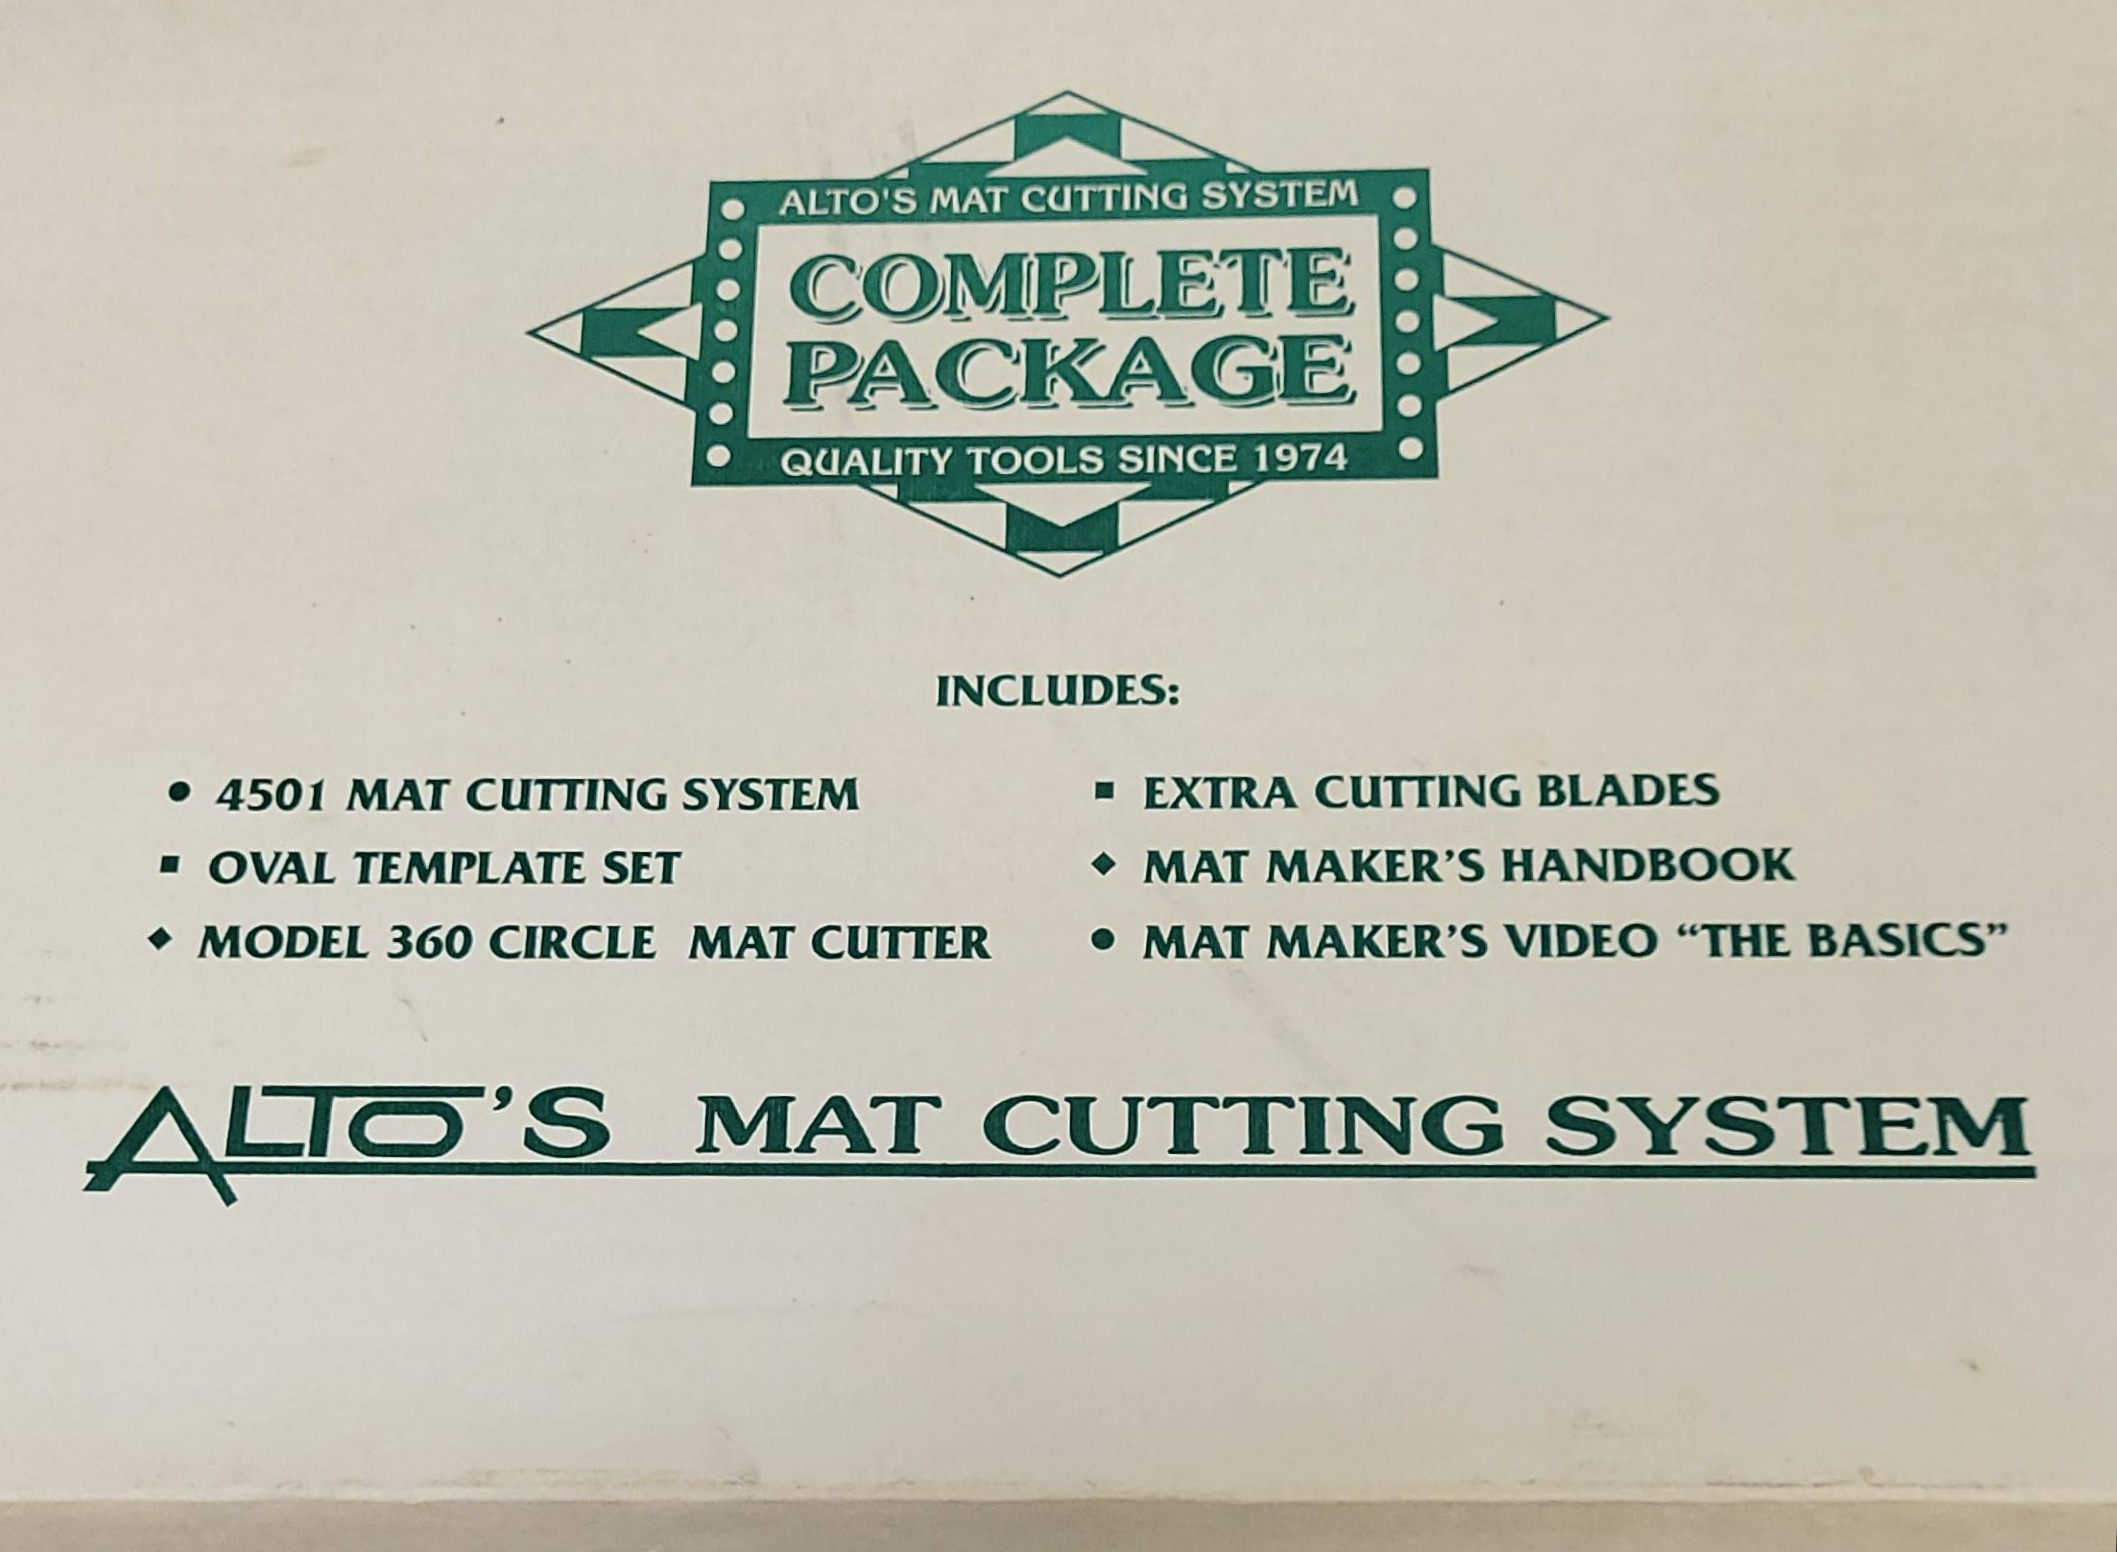 ALTO'S MAT CUTTING SYSTEM
COMPLETE
PACKAGE
QUALITY TOOLS SINCE 1974
INCLUDES:
● 4501 MAT CUTTING SYSTEM
■ OVAL TEMPLATE SET
◆ MODEL 360 CIRCLE MAT CUTTER
■ EXTRA CUTTING BLADES
◆ MAT MAKER’S HANDBOOK
● MAT MAKER’S VIDEO “THE BASICS”
ALTO’S MAT CUTTING SYSTEM